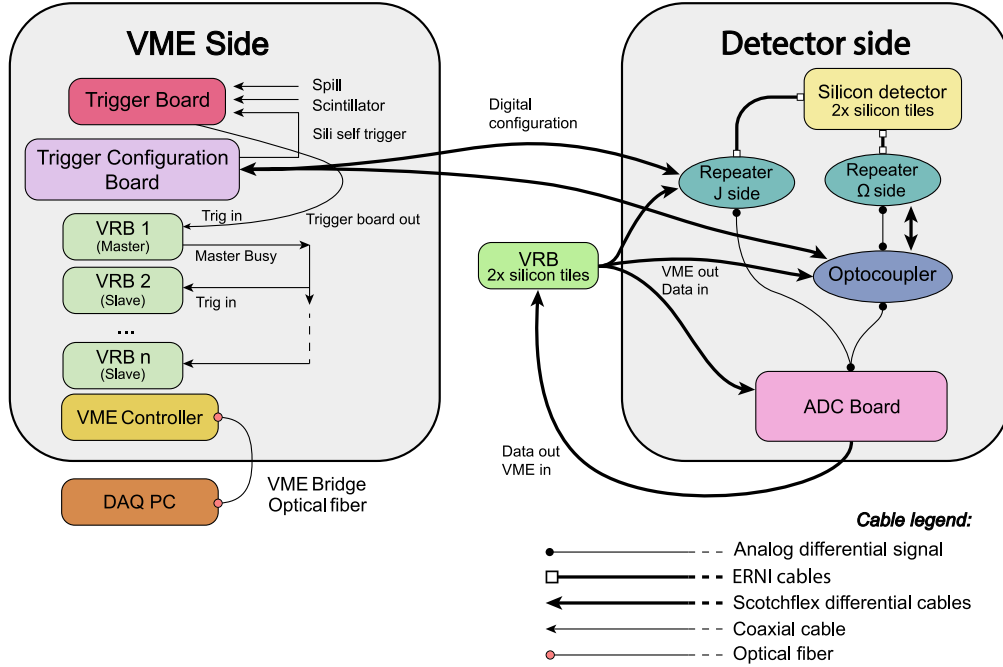 VME Side
Trigger Board
Spill
Scintillator
Sili self trigger
Trigger Configuration
Board
Trig in
Trigger board out
VRB 1
(Master)
Master Busy
VRB 2
(Slave)
Trig in
...
VRB n
(Slave)
VME Controller
DAQ PC
VME Bridge
Optical fiber
Digital
configuration
VRB
2x silicon tiles
Data out
VME in
Detector side
Silicon detector
2x silicon tiles
Repeater
J side
Repeater
Ω side
Optocoupler
VME out
Data in
ADC Board
Cable legend:
Analog differential signal
ERNI cables
Scotchflex differential cables
Coaxial cable
Optical fiber